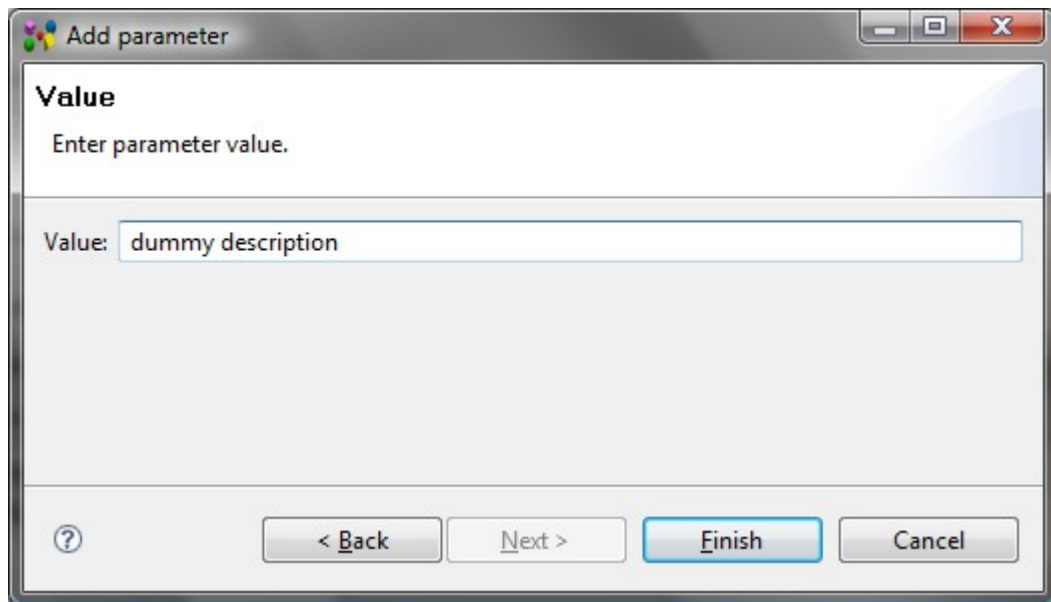 Add parameter
Value
Enter parameter value.
Value: dummy description
< Back Next > Finish Cancel